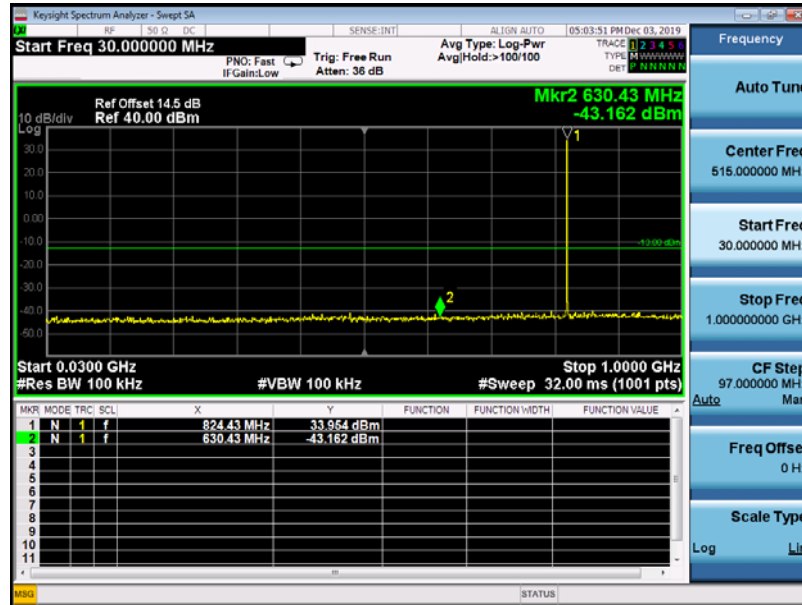 Keysight Spectrum Analyzer - Swept SA
RF 50 Ω DC SENSE:INT ALIGN AUTO 05:03:51 PM Dec 03, 2019
Start Freq 30.000000 MHz
PNO: Fast
IFGain:Low
Trig: Free Run
Atten: 36 dB
Avg Type: Log-Pwr
Avg|Hold:>100/100
TRACE 1 2 3 4 5 6
TYPE M WWWWW
DET P N N N N N
Ref Offset 14.5 dB
10 dB/div Ref 40.00 dBm
Log
Mkr2 630.43 MHz
-43.162 dBm
30.0
20.0
10.0
0.00
-10.0
-20.0
-30.0
-40.0
-50.0
-13.00 dBm
1
2
Start 0.0300 GHz Stop 1.0000 GHz
#Res BW 100 kHz #VBW 100 kHz #Sweep 32.00 ms (1001 pts)
MKR MODE TRC SCL X Y FUNCTION FUNCTION WIDTH FUNCTION VALUE
1 N 1 f 824.43 MHz 33.954 dBm
2 N 1 f 630.43 MHz -43.162 dBm
3
4
5
6
7
8
9
10
11
MSG STATUS
Frequency
Auto Tune
Center Freq
515.000000 MH
Start Freq
30.000000 MH
Stop Freq
1.000000000 GH
CF Step
97.000000 MH
Auto Man
Freq Offse
0 H
Scale Type
Log Lin